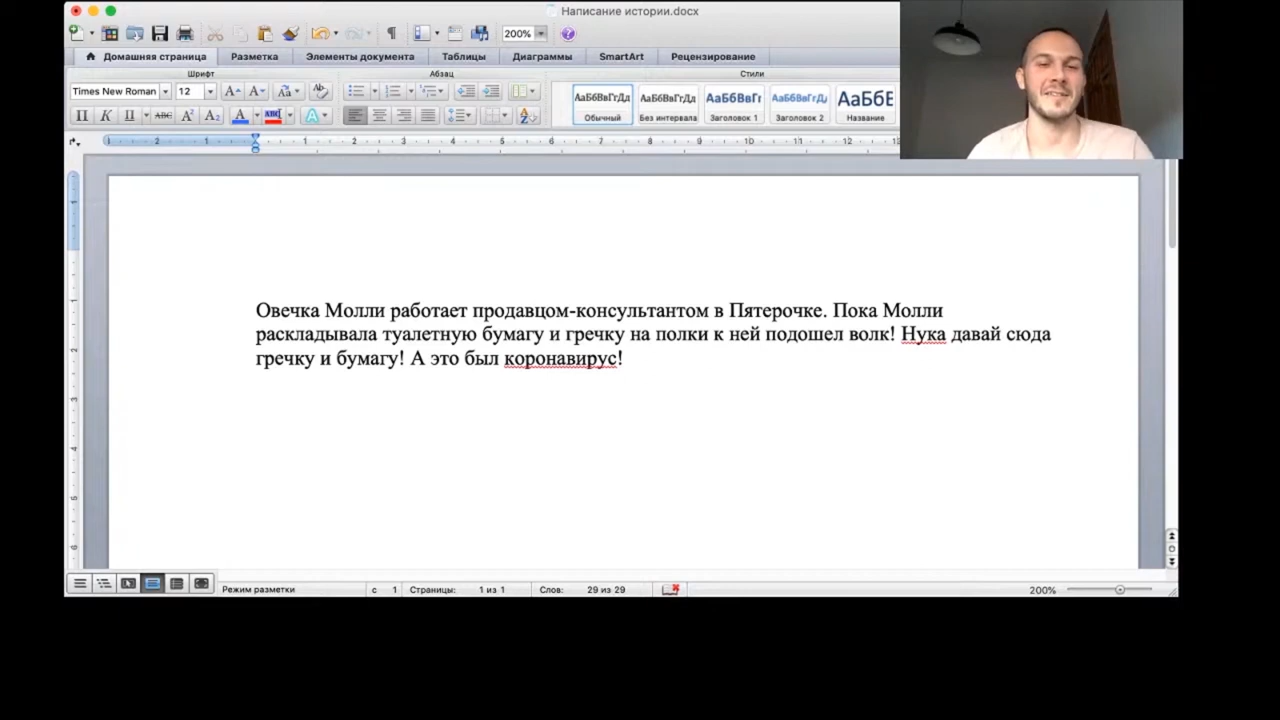 Написание истории.docx
200%
Домашняя страница Разметка Элементы документа Таблицы Диаграммы SmartArt Рецензирование
Шрифт Абзац Стили
Times New Roman 12 АаБбВвГгДд АаБбВвГгДд АаБбВвГг АаБбВвГгДд АаБбВ
Обычный Без интервала Заголовок 1 Заголовок 2 Название
Овечка Молли работает продавцом-консультантом в Пятерочке. Пока Молли
раскладывала туалетную бумагу и гречку на полки к ней подошел волк! Нука давай сюда
гречку и бумагу! А это был коронавирус!
Режим разметки с 1 Страницы: 1 из 1 Слов: 29 из 29 200%